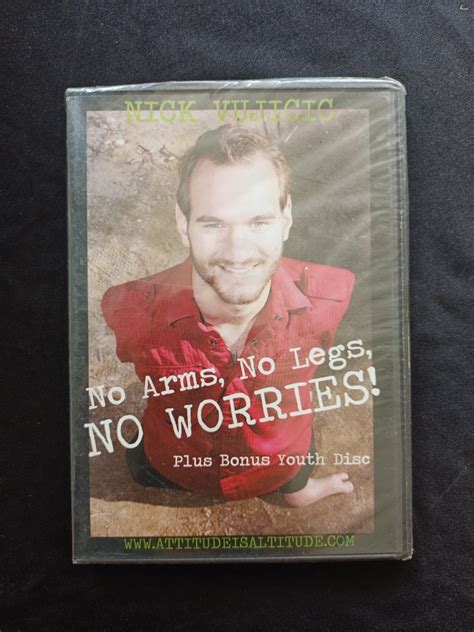 NICK VUJICIC
No Arms, No Legs,
NO WORRIES!
Plus Bonus Youth Disc
WWW.ATTITUDEISALTITUDE.COM